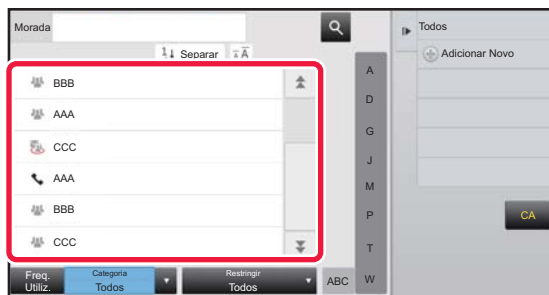 Morada
Todos
1↓ Separar
Adicionar Novo
BBB
AAA
CCC
AAA
BBB
CCC
A
D
G
J
M
P
T
W
CA
Freq. Utiliz.
Categoria
Todos
Restringir
Todos
ABC